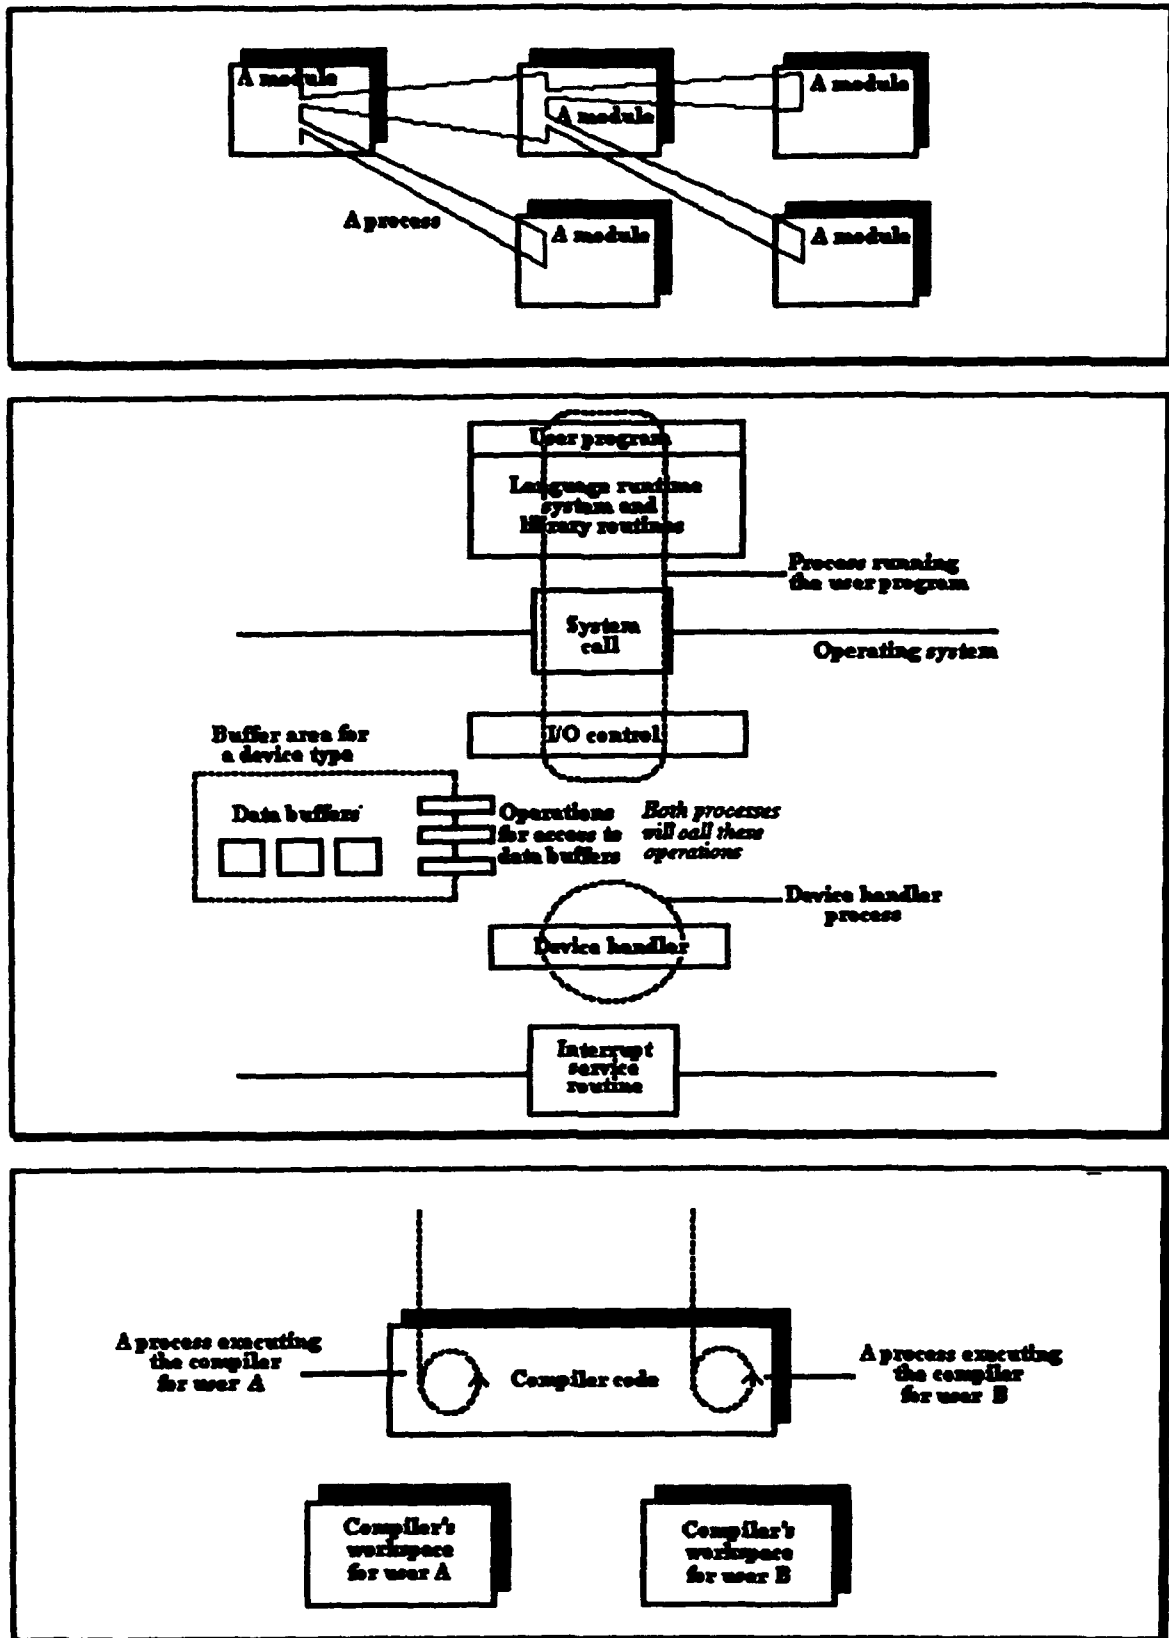 A module
A module
A module
A process
A module
A module
User program
Language runtime
system and
library routines
Process running
the user program
System
call
Operating system
I/O control
Buffer area for
a device type
Data buffers
Operations
for access to
data buffers
Both processes
will call these
operations
Device handler
process
Device handler
Interrupt
service
routine
A process executing
the compiler
for user A
Compiler code
A process executing
the compiler
for user B
Compiler's
workspace
for user A
Compiler's
workspace
for user B